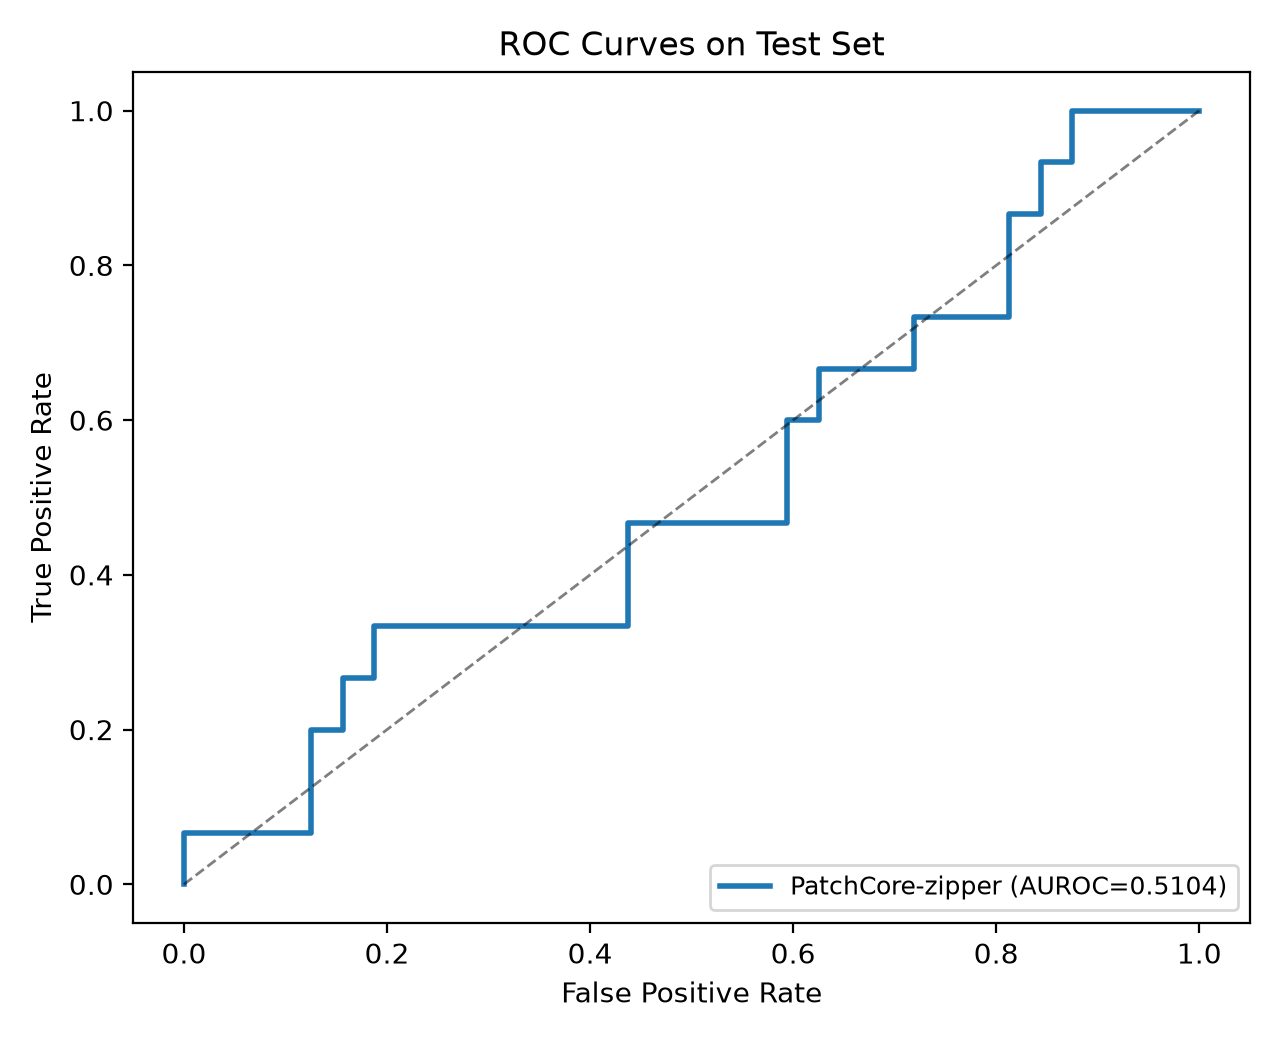 ROC Curves on Test Set
True Positive Rate
1.0
0.8
0.6
0.4
0.2
0.0
PatchCore-zipper (AUROC=0.5104)
0.0 0.2 0.4 0.6 0.8 1.0
False Positive Rate